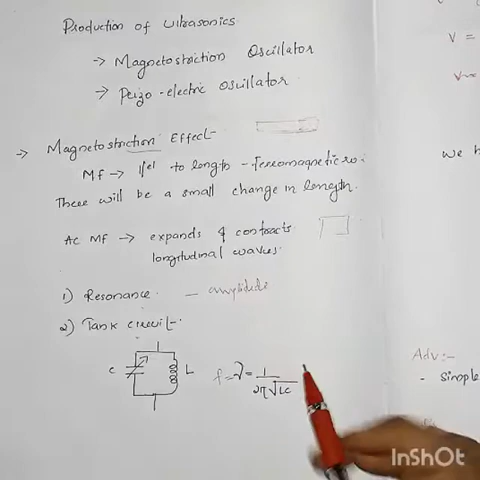 Production of Ultrasonics
-> Magnetostriction Oscillator
-> Peizo-electric Oscillator
-> Magnetostriction Effect-
MF -> 11el to length - Ferromagnetic ro
There will be a small change in length.
AC MF -> expands & contracts
longitudinal waves.
1) Resonance - amplitude
2) Tank circuit-
C L f = ν = 1/2π√LC
V =
V
we h
Adv:-
- Simple
InShOt